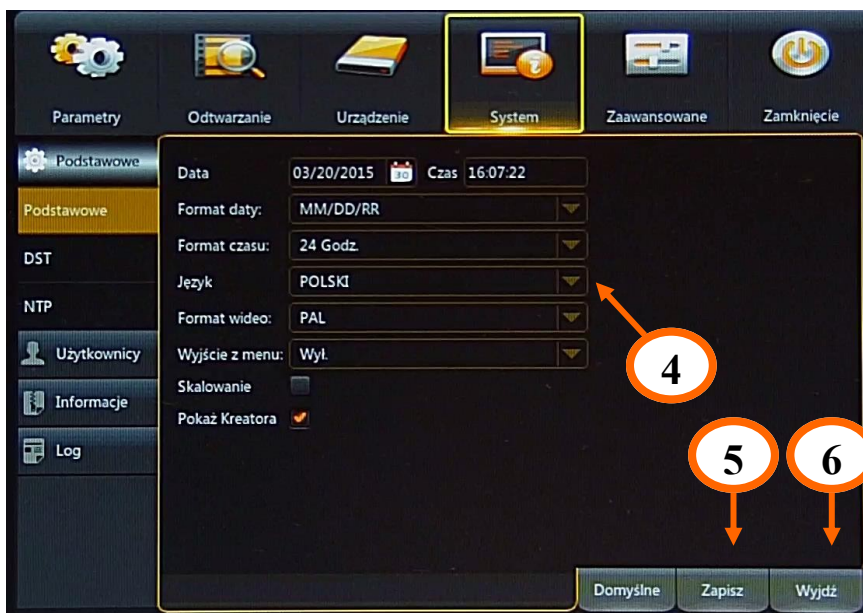 Parametry Odtwarzanie Urządzenie System Zaawansowane Zamknięcie
Podstawowe
Podstawowe
DST
NTP
Użytkownicy
Informacje
Log
Data 03/20/2015 30 Czas 16:07:22
Format daty: MM/DD/RR
Format czasu: 24 Godz.
Język POLSKI
Format wideo: PAL
Wyjście z menu: Wył.
Skalowanie
Pokaż Kreatora
4
5 6
Domyślne Zapisz Wyjdź